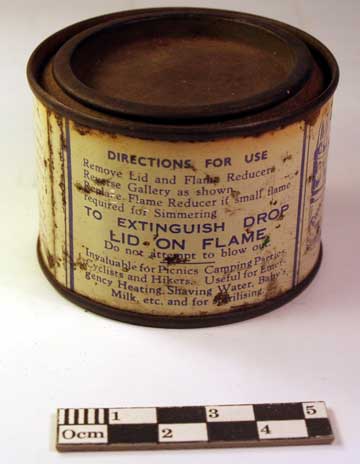 DIRECTIONS FOR USE
Remove Lid and Flame Reducer
Reverse Gallery as shown
Replace Flame Reducer if small flame
required for Simmering
TO EXTINGUISH DROP
LID ON FLAME
Do not attempt to blow out
Invaluable for Picnics Camping Parties
Cyclists and Hikers. Useful for Emer-
gency Heating, Shaving Water, Baby's
Milk, etc. and for Sterilising.
1 3 5
0cm 2 4